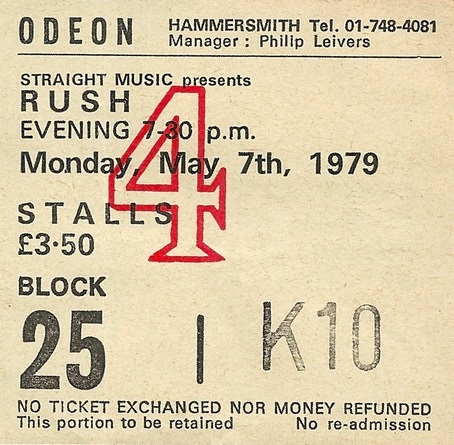 ODEON HAMMERSMITH Tel. 01-748-4081
Manager : Philip Leivers
STRAIGHT MUSIC presents
RUSH
EVENING 7-30 p.m.
Monday, May 7th, 1979
4
STALLS
£3·50
BLOCK
25 | K10
NO TICKET EXCHANGED NOR MONEY REFUNDED
This portion to be retained No re-admission